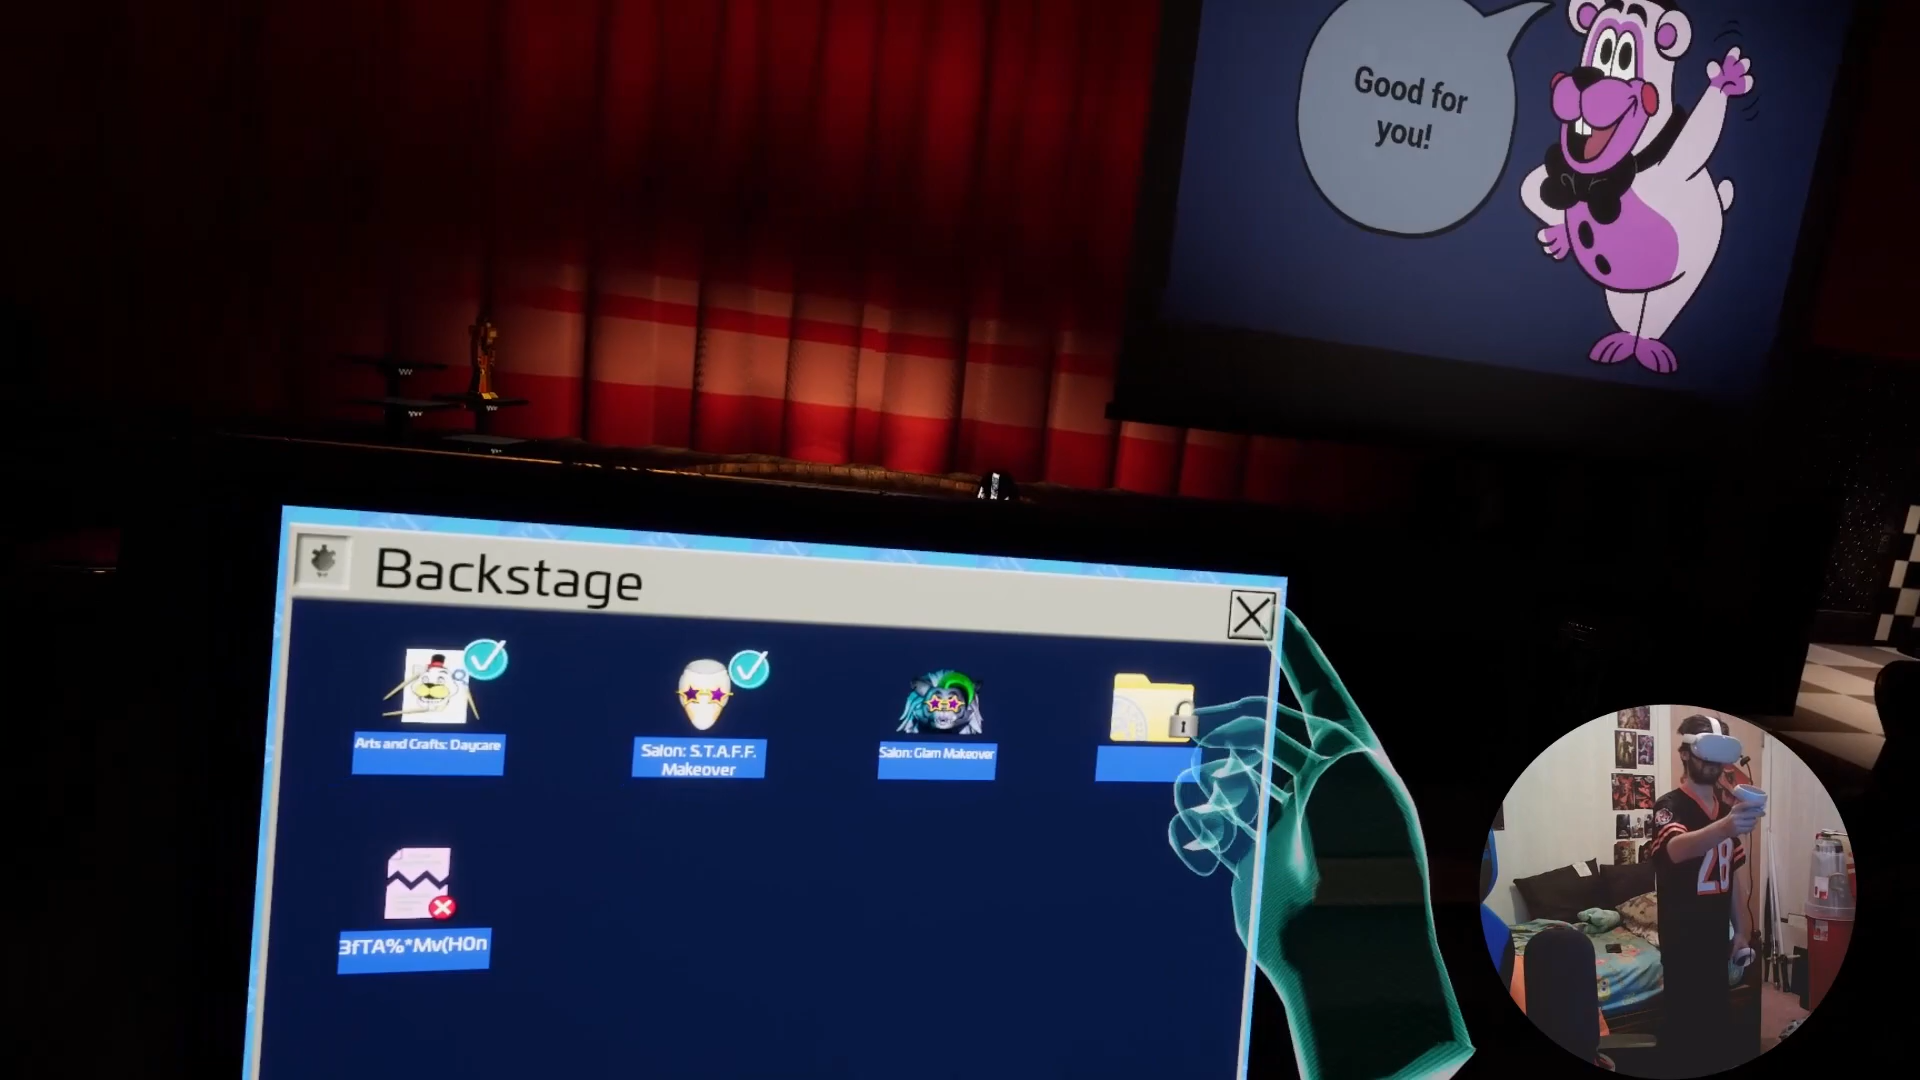 Good for
you!
Backstage
Arts and Crafts: Daycare
Salon: S.T.A.F.F.
Makeover
Salon: Glam Makeover
3fTA%*Mv(H0n
28